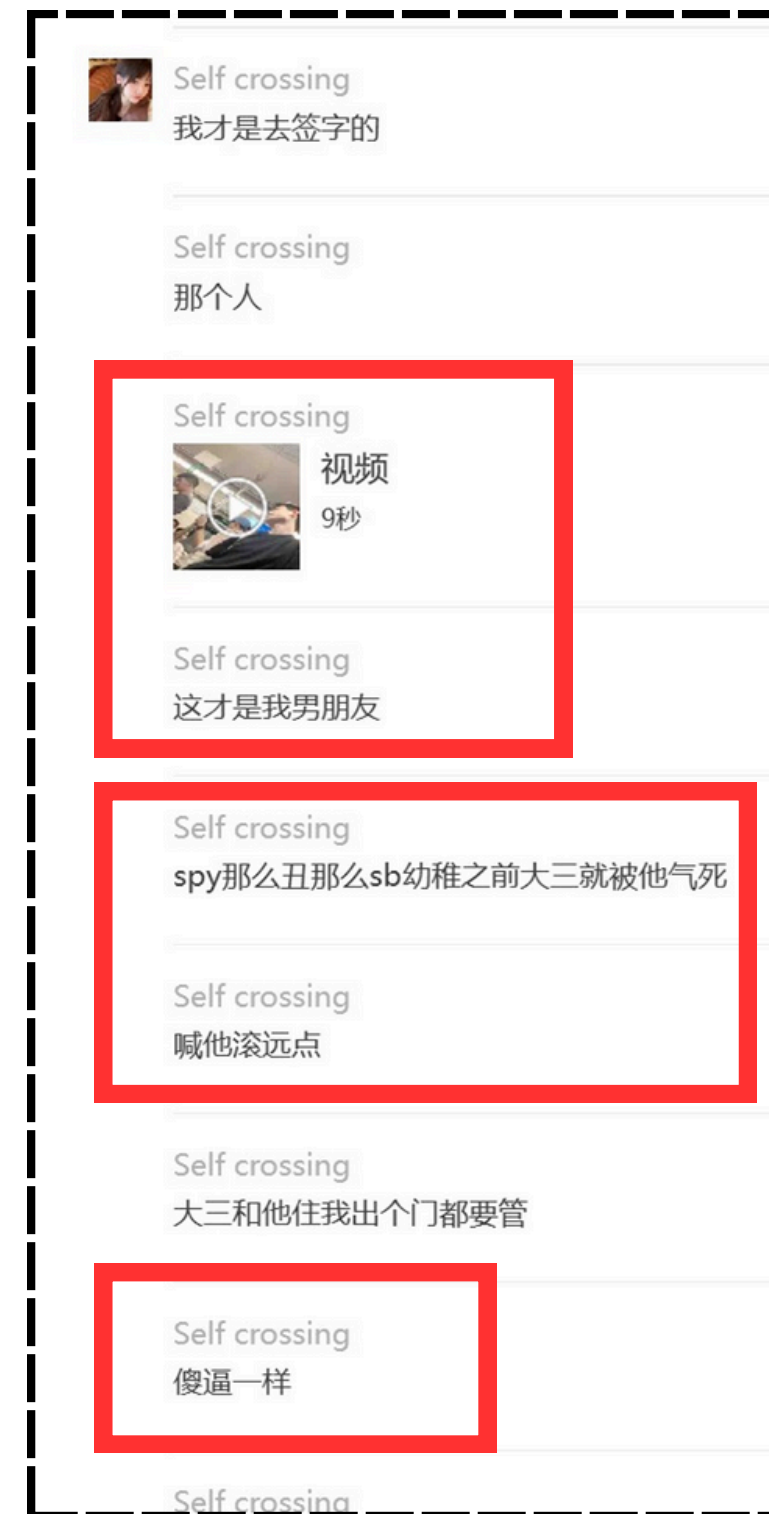 Self crossing
我才是去签字的
Self crossing
那个人
Self crossing
视频
9秒
Self crossing
这才是我男朋友
Self crossing
spy那么丑那么sb幼稚之前大三就被他气死
Self crossing
喊他滚远点
Self crossing
大三和他住我出个门都要管
Self crossing
傻逼一样
Self crossing